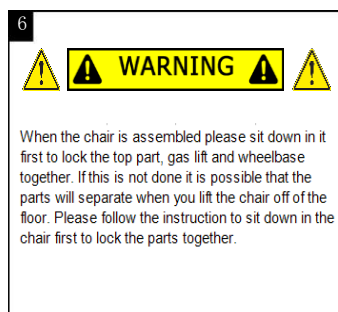 6
WARNING
When the chair is assembled please sit down in it
first to lock the top part, gas lift and wheelbase
together. If this is not done it is possible that the
parts will separate when you lift the chair off of the
floor. Please follow the instruction to sit down in the
chair first to lock the parts together.